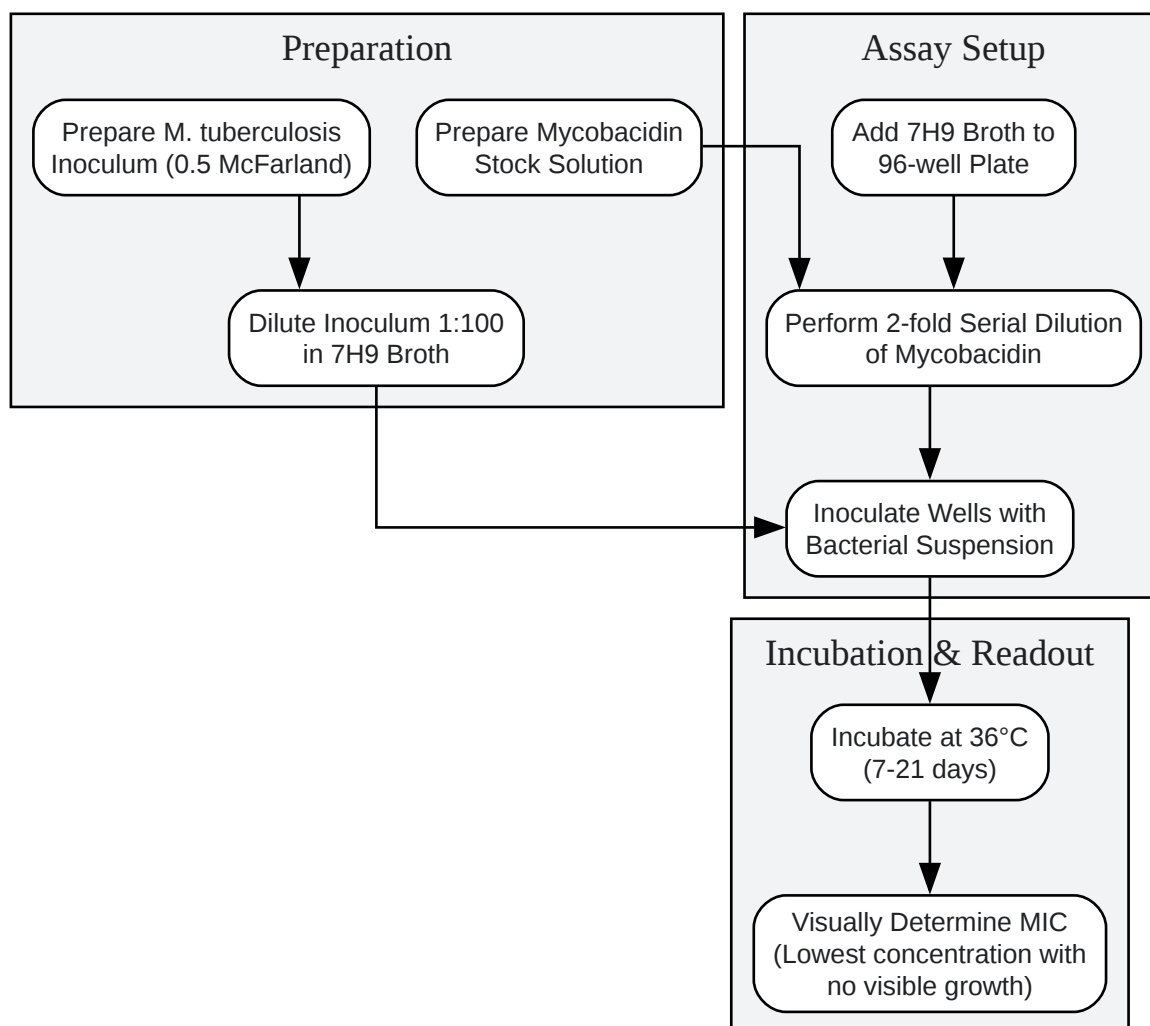 Preparation
Prepare M. tuberculosis
Inoculum (0.5 McFarland)
Prepare Mycobacidin
Stock Solution
Dilute Inoculum 1:100
in 7H9 Broth
Assay Setup
Add 7H9 Broth to
96-well Plate
Perform 2-fold Serial Dilution
of Mycobacidin
Inoculate Wells with
Bacterial Suspension
Incubation & Readout
Incubate at 36°C
(7-21 days)
Visually Determine MIC
(Lowest concentration with
no visible growth)